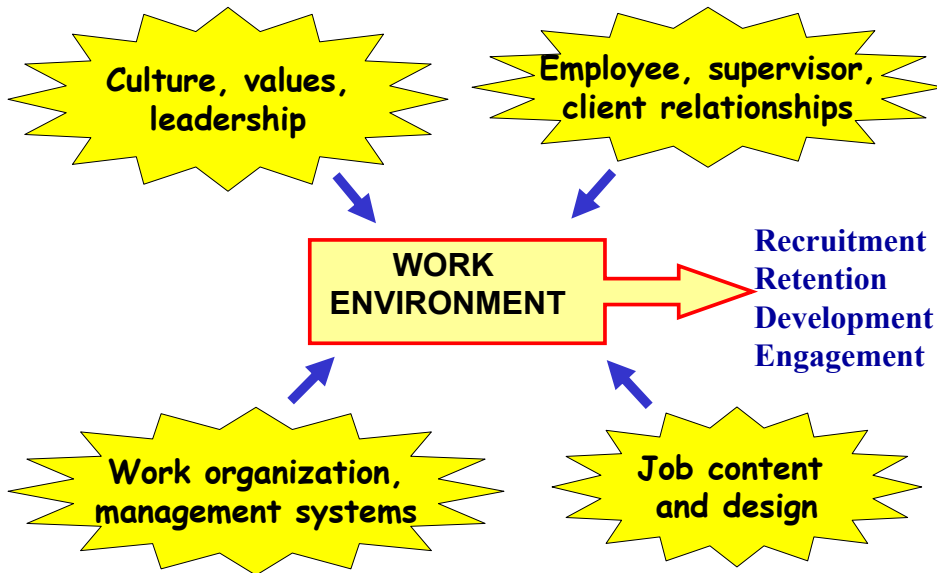 Culture, values,
leadership
Employee, supervisor,
client relationships
WORK
ENVIRONMENT
Recruitment
Retention
Development
Engagement
Work organization,
management systems
Job content
and design